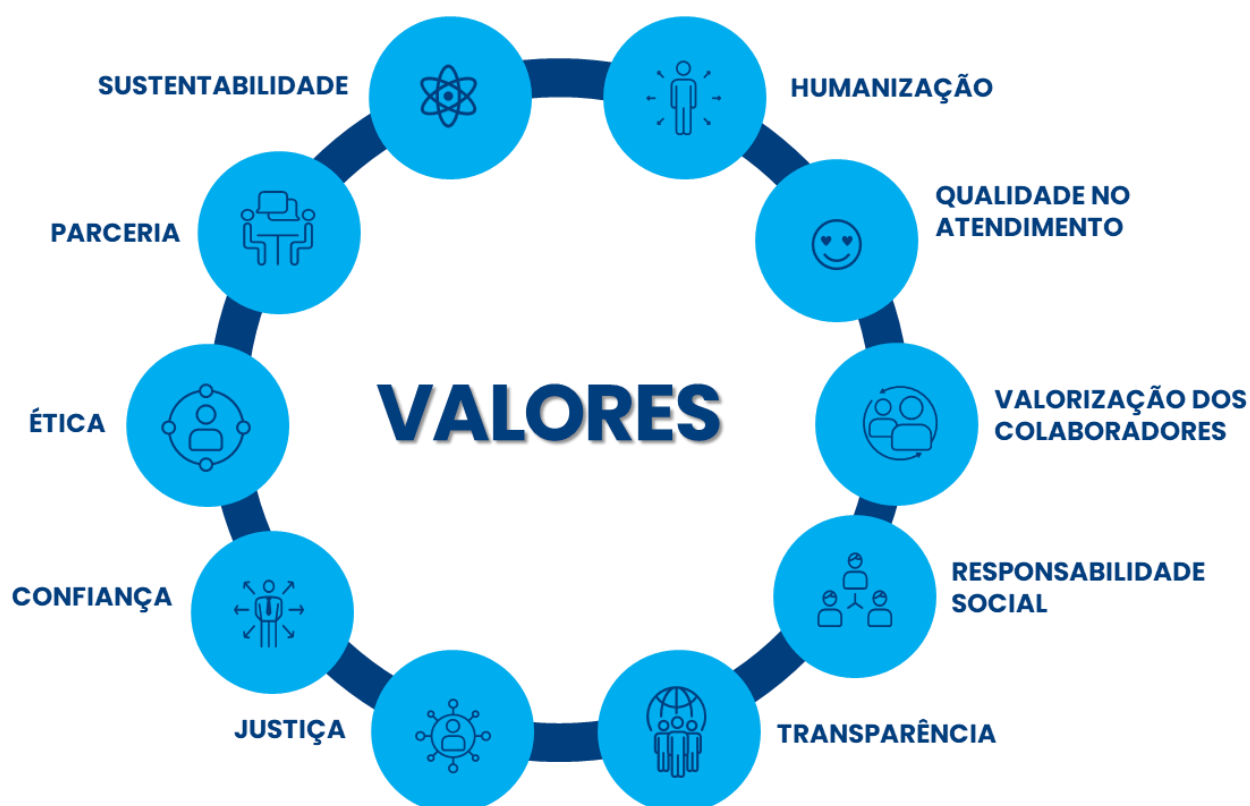 SUSTENTABILIDADE
HUMANIZAÇÃO
QUALIDADE NO
ATENDIMENTO
PARCERIA
VALORES
VALORIZAÇÃO DOS
COLABORADORES
ÉTICA
RESPONSABILIDADE
SOCIAL
CONFIANÇA
JUSTIÇA
TRANSPARÊNCIA